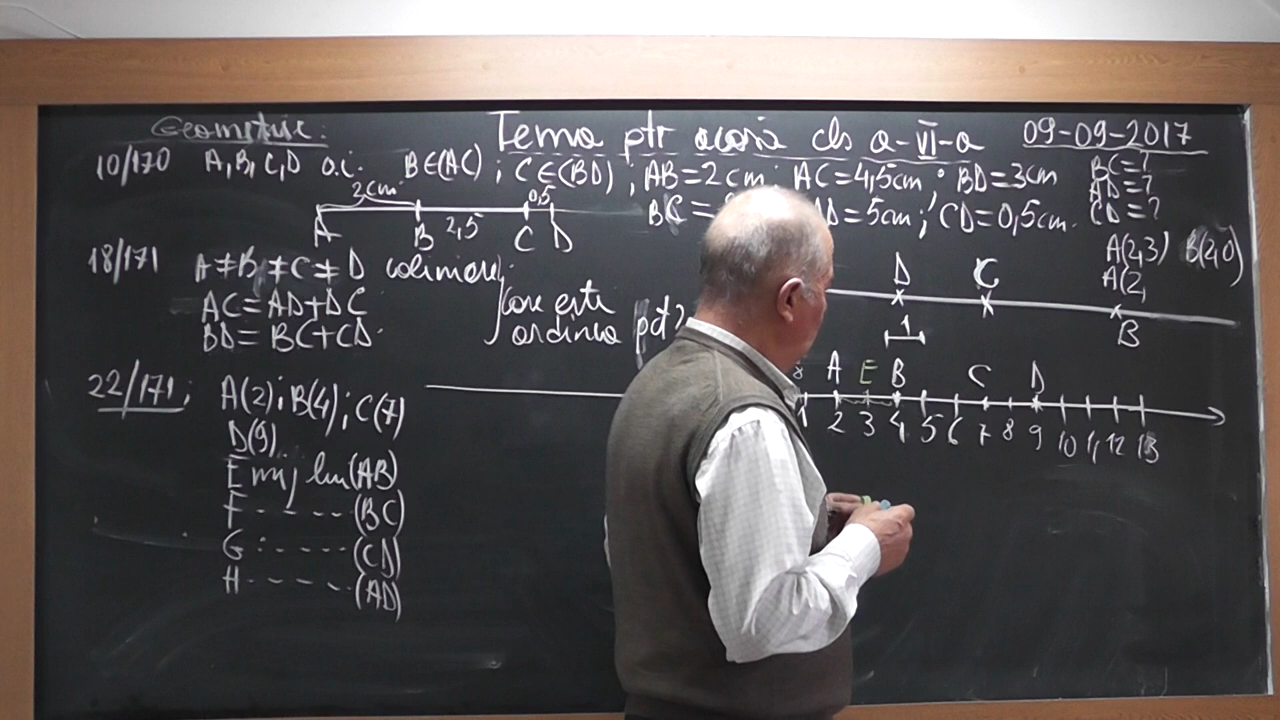 Geometrie: Tema ptr acasă cls a-VI-a 09-09-2017
10/170 A,B,C,D a.i. B∈(AC); C∈(BD); AB=2cm; AC=4,5cm; BD=3cm BC=?
AD=?
CD=?
BC = D=5cm; CD=0,5cm.
2cm 0,5
A B 2,5 C D
18/171 A≠B≠C≠D coliniare;
AC=AD+DC
BD=BC+CD.
care este
ordinea pct?
A(2,3) B(2,0)
A(2,
D C
B
1
22/171; A(2); B(4); C(7)
D(9)
E mij lui (AB)
F - - - - - (BC)
G : - - - - - (CD)
H - - - - - (AD)
A E B C D
1 2 3 4 5 6 7 8 9 10 11 12 13